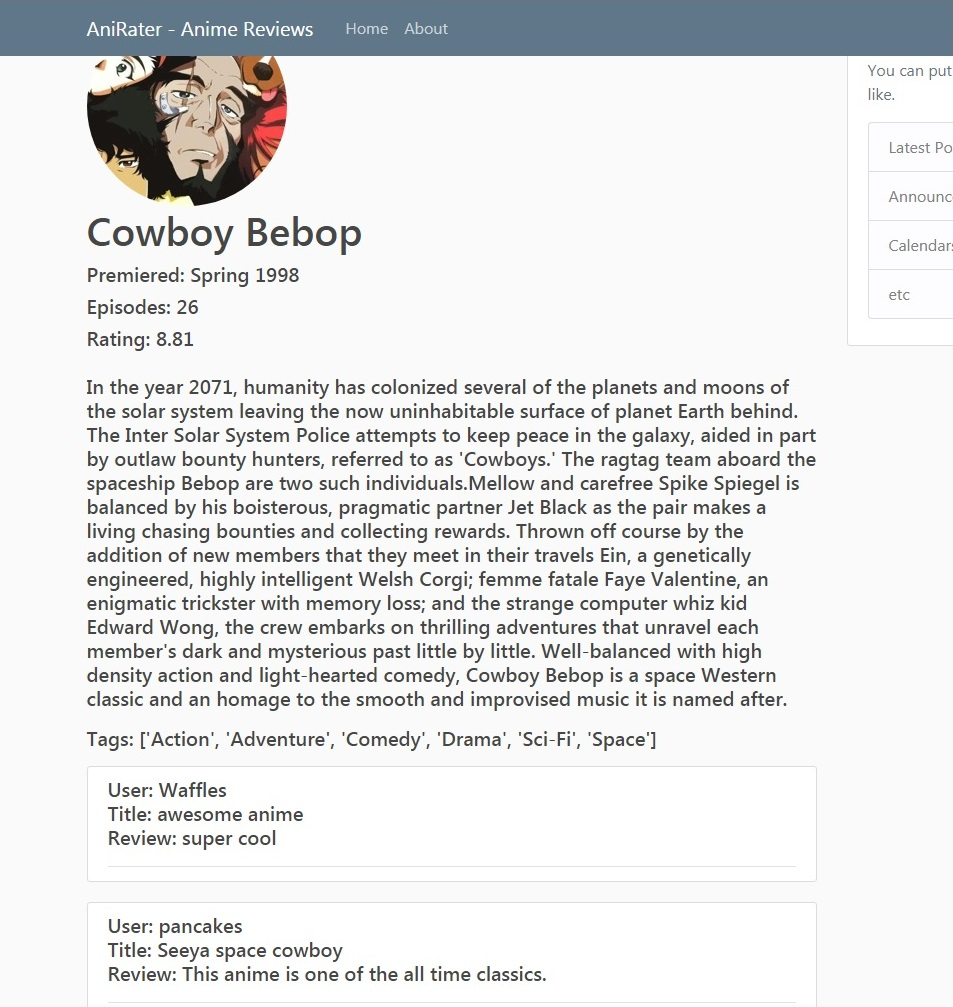 AniRater - Anime Reviews Home About
You can put
like.
Latest Po
Announc
Calendars
etc
Cowboy Bebop
Premiered: Spring 1998
Episodes: 26
Rating: 8.81
In the year 2071, humanity has colonized several of the planets and moons of
the solar system leaving the now uninhabitable surface of planet Earth behind.
The Inter Solar System Police attempts to keep peace in the galaxy, aided in part
by outlaw bounty hunters, referred to as 'Cowboys.' The ragtag team aboard the
spaceship Bebop are two such individuals.Mellow and carefree Spike Spiegel is
balanced by his boisterous, pragmatic partner Jet Black as the pair makes a
living chasing bounties and collecting rewards. Thrown off course by the
addition of new members that they meet in their travels Ein, a genetically
engineered, highly intelligent Welsh Corgi; femme fatale Faye Valentine, an
enigmatic trickster with memory loss; and the strange computer whiz kid
Edward Wong, the crew embarks on thrilling adventures that unravel each
member's dark and mysterious past little by little. Well-balanced with high
density action and light-hearted comedy, Cowboy Bebop is a space Western
classic and an homage to the smooth and improvised music it is named after.
Tags: ['Action', 'Adventure', 'Comedy', 'Drama', 'Sci-Fi', 'Space']
User: Waffles
Title: awesome anime
Review: super cool
User: pancakes
Title: Seeya space cowboy
Review: This anime is one of the all time classics.